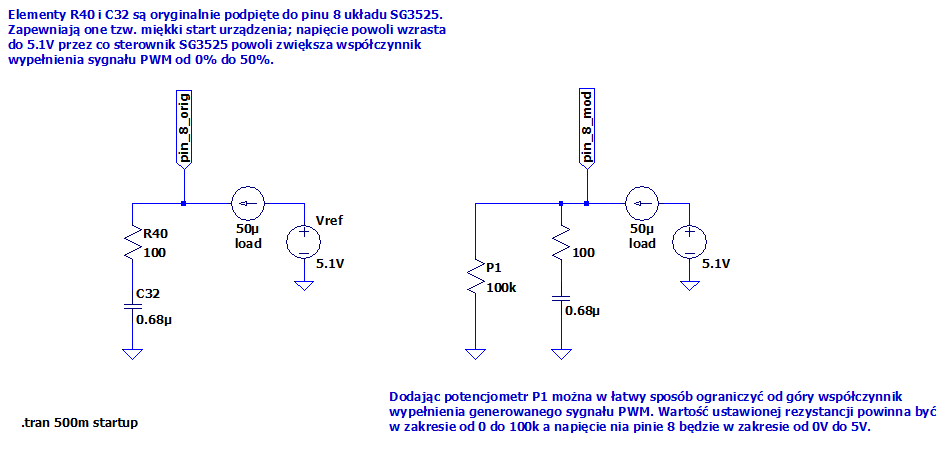 Elementy R40 i C32 są oryginalnie podpięte do pinu 8 układu SG3525.
Zapewniają one tzw. miękki start urządzenia; napięcie powoli wzrasta
do 5.1V przez co sterownik SG3525 powoli zwiększa współczynnik
wypełnienia sygnału PWM od 0% do 50%.
pin_8_orig
R40
100
C32
0.68µ
50µ
load
Vref
5.1V
pin_8_mod
P1
100k
100
0.68µ
50µ
load
5.1V
.tran 500m startup
Dodając potencjometr P1 można w łatwy sposób ograniczyć od góry współczynnik
wypełnienia generowanego sygnału PWM. Wartość ustawionej rezystancji powinna być
w zakresie od 0 do 100k a napięcie nia pinie 8 będzie w zakresie od 0V do 5V.